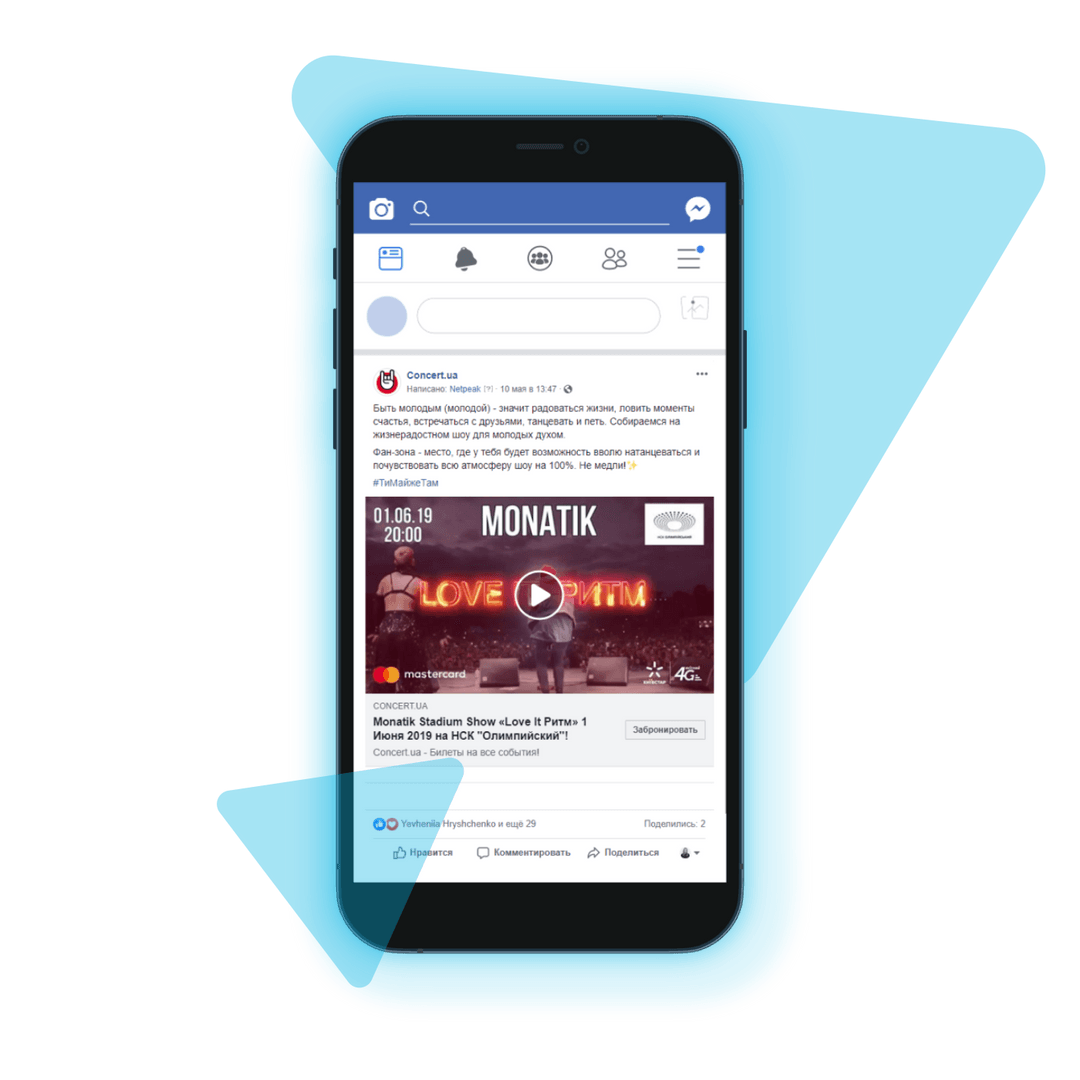 Concert.ua
Написано: Netpeak [?] · 10 мая в 13:47 ·
Быть молодым (молодой) - значит радоваться жизни, ловить моменты
счастья, встречаться с друзьями, танцевать и петь. Собираемся на
жизнерадостном шоу для молодых духом.
Фан-зона - место, где у тебя будет возможность вволю натанцеваться и
почувствовать всю атмосферу шоу на 100%. Не медли!✨
#ТиМайжеТам
01.06.19
20:00
MONATIK
НСК ОЛИМПІЙСЬКИЙ
LOVE РИТМ
mastercard
КИЇВСТАР
4G
CONCERT.UA
Monatik Stadium Show «Love It Ритм» 1
Июня 2019 на НСК "Олимпийский"!
Забронировать
Concert.ua - Билеты на все события!
Yevheniia Hryshchenko и ещё 29
Поделились: 2
Нравится
Комментировать
Поделиться